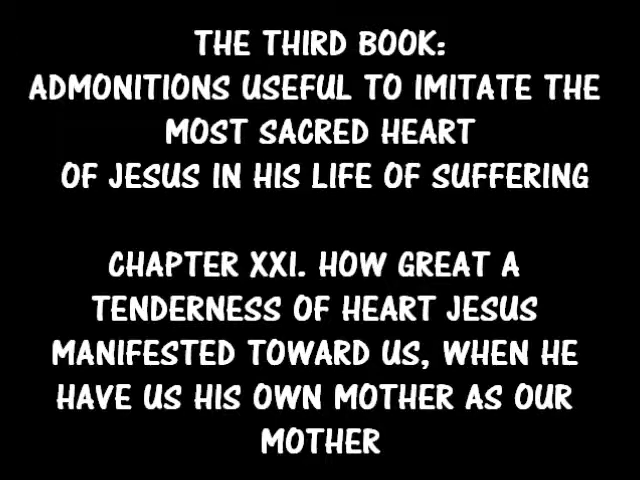 THE THIRD BOOK:
ADMONITIONS USEFUL TO IMITATE THE
MOST SACRED HEART
OF JESUS IN HIS LIFE OF SUFFERING
CHAPTER XXI. HOW GREAT A
TENDERNESS OF HEART JESUS
MANIFESTED TOWARD US, WHEN HE
HAVE US HIS OWN MOTHER AS OUR
MOTHER